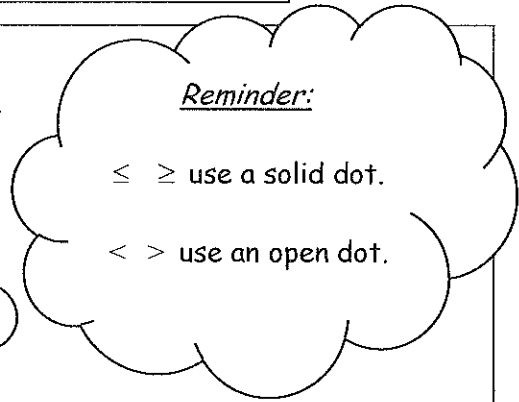 Reminder:
≤ ≥ use a solid dot.
< > use an open dot.